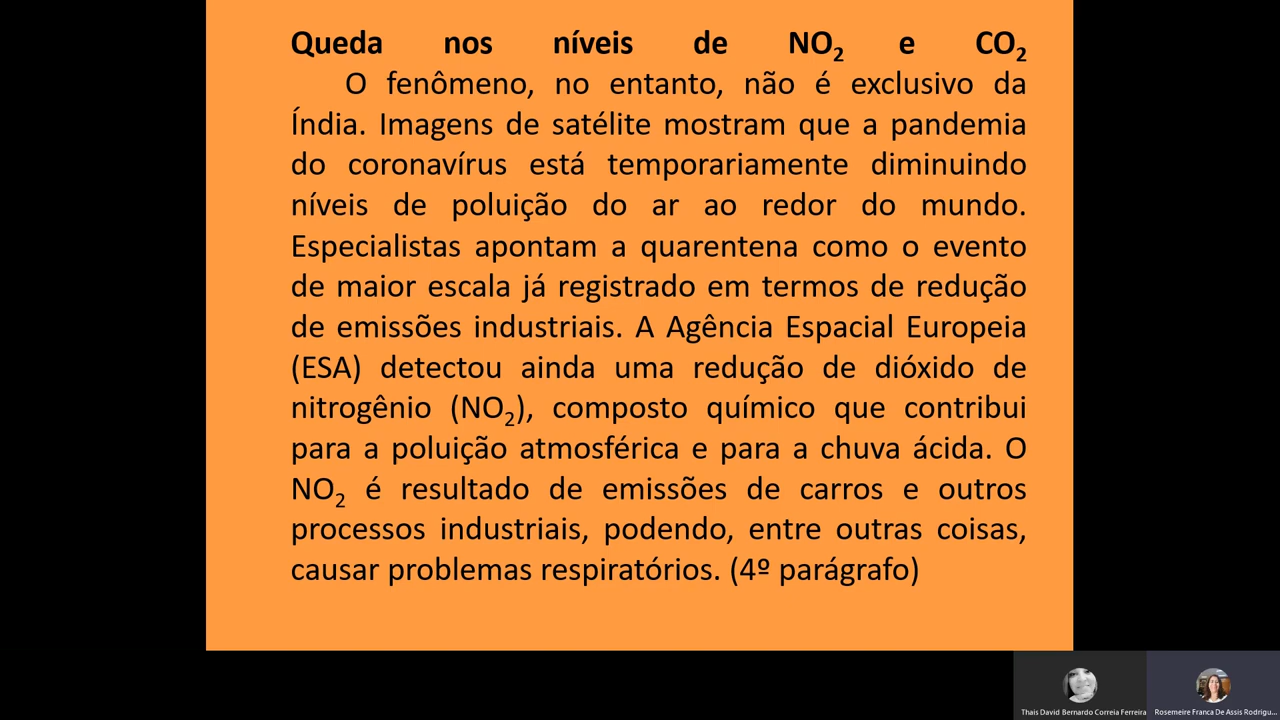 Queda nos níveis de NO₂ e CO₂
O fenômeno, no entanto, não é exclusivo da
Índia. Imagens de satélite mostram que a pandemia
do coronavírus está temporariamente diminuindo
níveis de poluição do ar ao redor do mundo.
Especialistas apontam a quarentena como o evento
de maior escala já registrado em termos de redução
de emissões industriais. A Agência Espacial Europeia
(ESA) detectou ainda uma redução de dióxido de
nitrogênio (NO₂), composto químico que contribui
para a poluição atmosférica e para a chuva ácida. O
NO₂ é resultado de emissões de carros e outros
processos industriais, podendo, entre outras coisas,
causar problemas respiratórios. (4º parágrafo)
Thais David Bernardo Correia Ferreira
Rosemeire Franca De Assis Rodrigu...